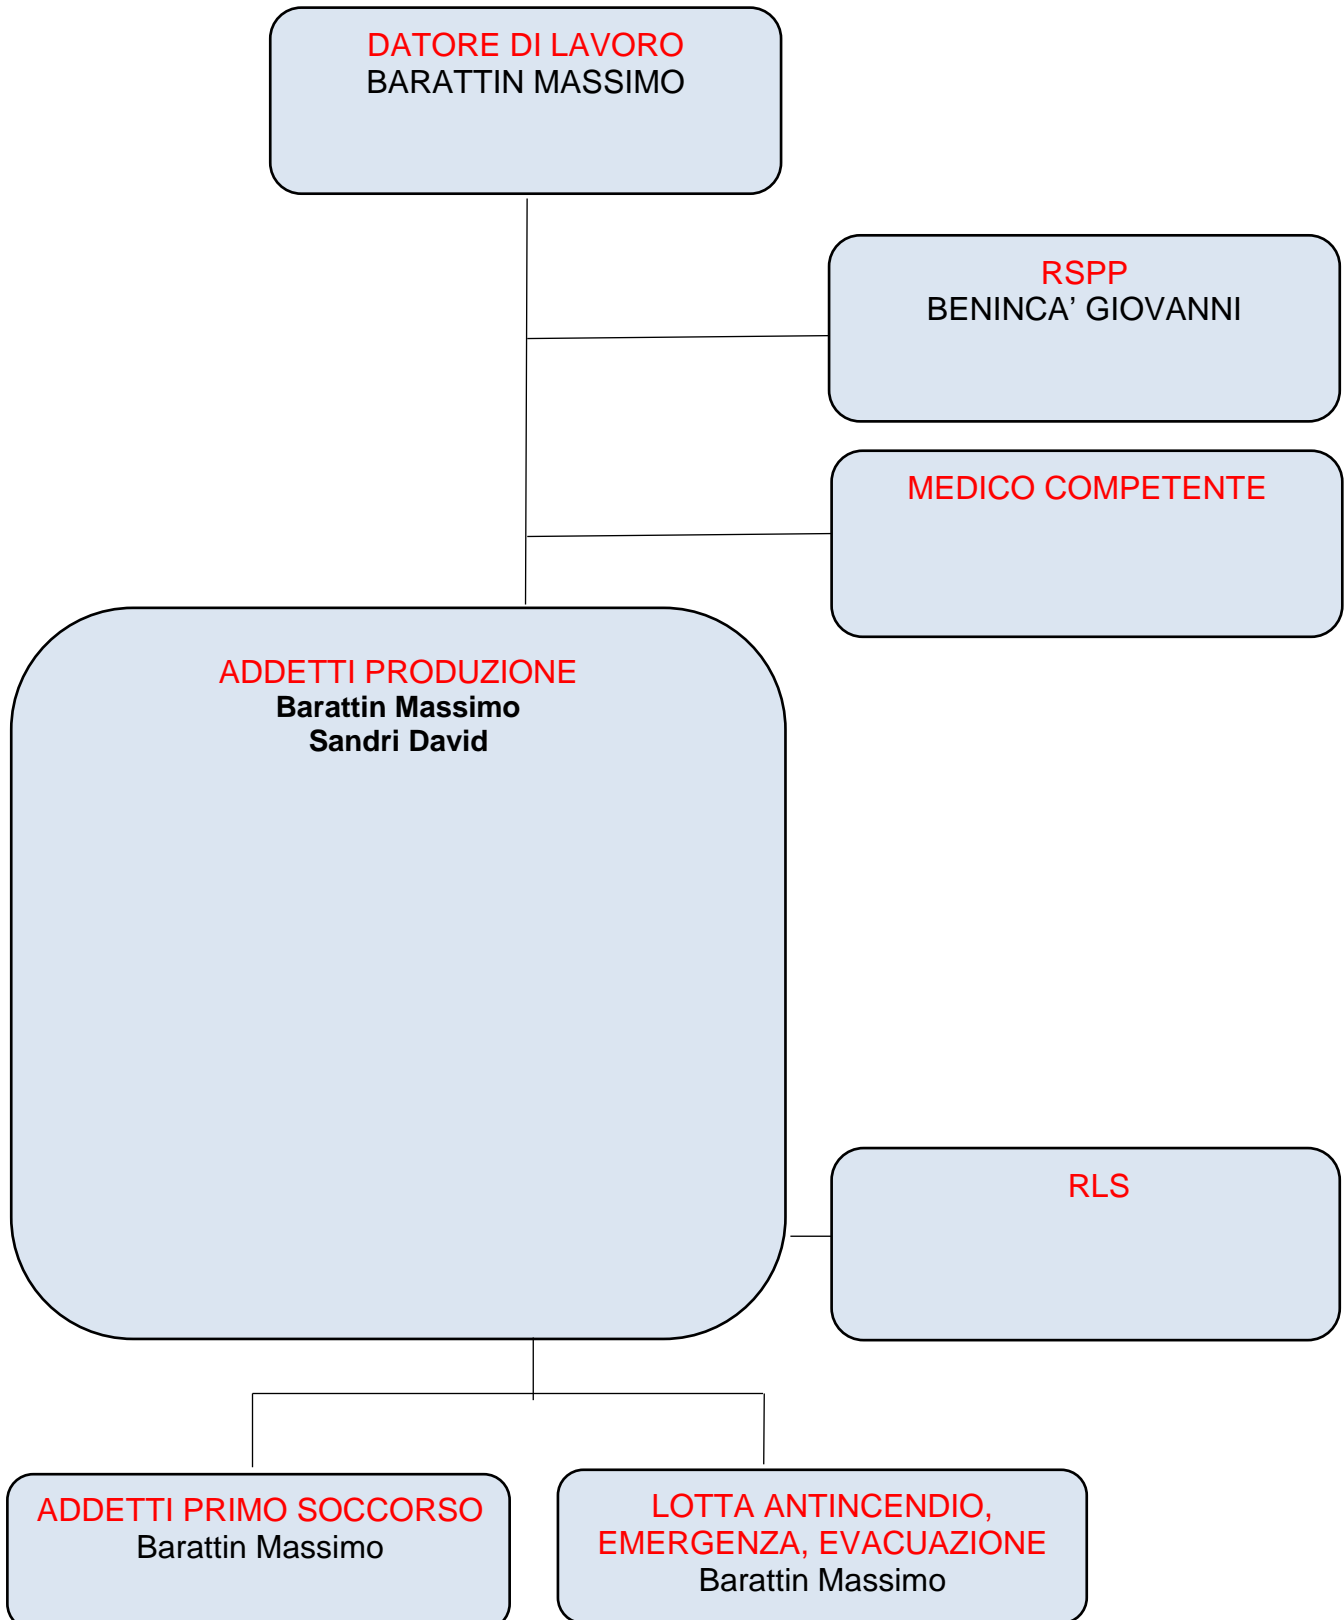 DATORE DI LAVORO
BARATTIN MASSIMO
RSPP
BENINCA’ GIOVANNI
MEDICO COMPETENTE
ADDETTI PRODUZIONE
Barattin Massimo
Sandri David
RLS
ADDETTI PRIMO SOCCORSO
Barattin Massimo
LOTTA ANTINCENDIO,
EMERGENZA, EVACUAZIONE
Barattin Massimo